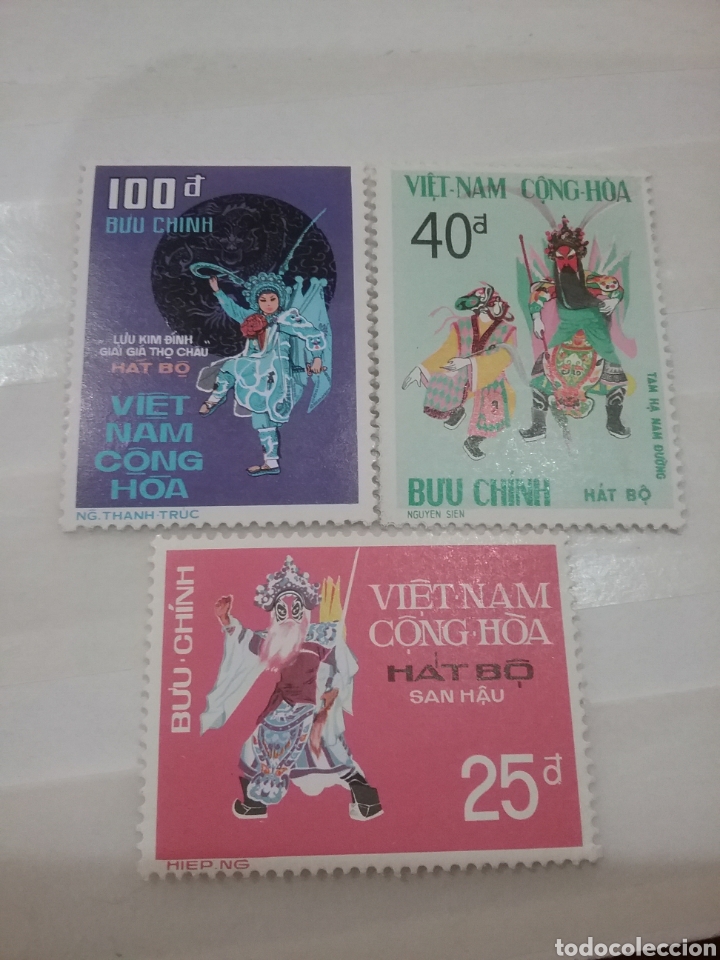 100đ
BƯU CHÍNH
"LƯU KIM ĐÍNH
GIẢI GIÁ THỌ CHÂU"
HÁT BỘ
VIỆT
NAM
CỘNG
HÒA
NG. THANH-TRÚC
VIỆT-NAM CỘNG-HÒA
40đ
TAM HẠ NAM ĐƯỜNG
BƯU CHÍNH
HÁT BỘ
NGUYEN SIEN
BƯU·CHÍNH
VIỆT·NAM
CỘNG·HÒA
HÁT BỘ
SAN HẬU
25đ
HIEP.NG
todocoleccion